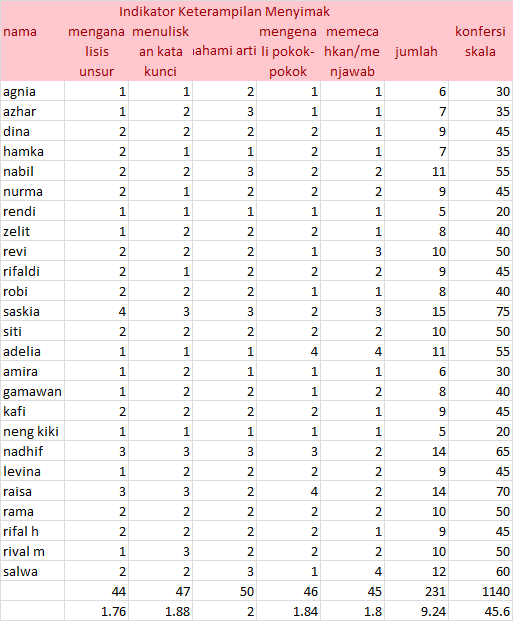 Indikator Keterampilan Menyimak
nama mengana lisis unsur menulisk an kata kunci ahami arti mengena li pokok-pokok memeca hkan/me njawab jumlah konfersi skala
agnia 1 1 2 1 1 6 30
azhar 1 2 3 1 1 7 35
dina 2 2 2 2 1 9 45
hamka 2 1 1 2 1 7 35
nabil 2 2 3 2 2 11 55
nurma 2 1 2 2 2 9 45
rendi 1 1 1 1 1 5 20
zelit 1 2 2 2 1 8 40
revi 2 2 2 1 3 10 50
rifaldi 2 1 2 2 2 9 45
robi 2 2 2 1 1 8 40
saskia 4 3 3 2 3 15 75
siti 2 2 2 2 2 10 50
adelia 1 1 1 4 4 11 55
amira 1 2 1 1 1 6 30
gamawan 1 2 2 1 2 8 40
kafi 2 2 2 2 1 9 45
neng kiki 1 1 1 1 1 5 20
nadhif 3 3 3 3 2 14 65
levina 1 2 2 2 2 9 45
raisa 3 3 2 4 2 14 70
rama 2 2 2 2 2 10 50
rifal h 2 2 2 2 1 9 45
rival m 1 3 2 2 2 10 50
salwa 2 2 3 1 4 12 60
44 47 50 46 45 231 1140
1.76 1.88 2 1.84 1.8 9.24 45.6